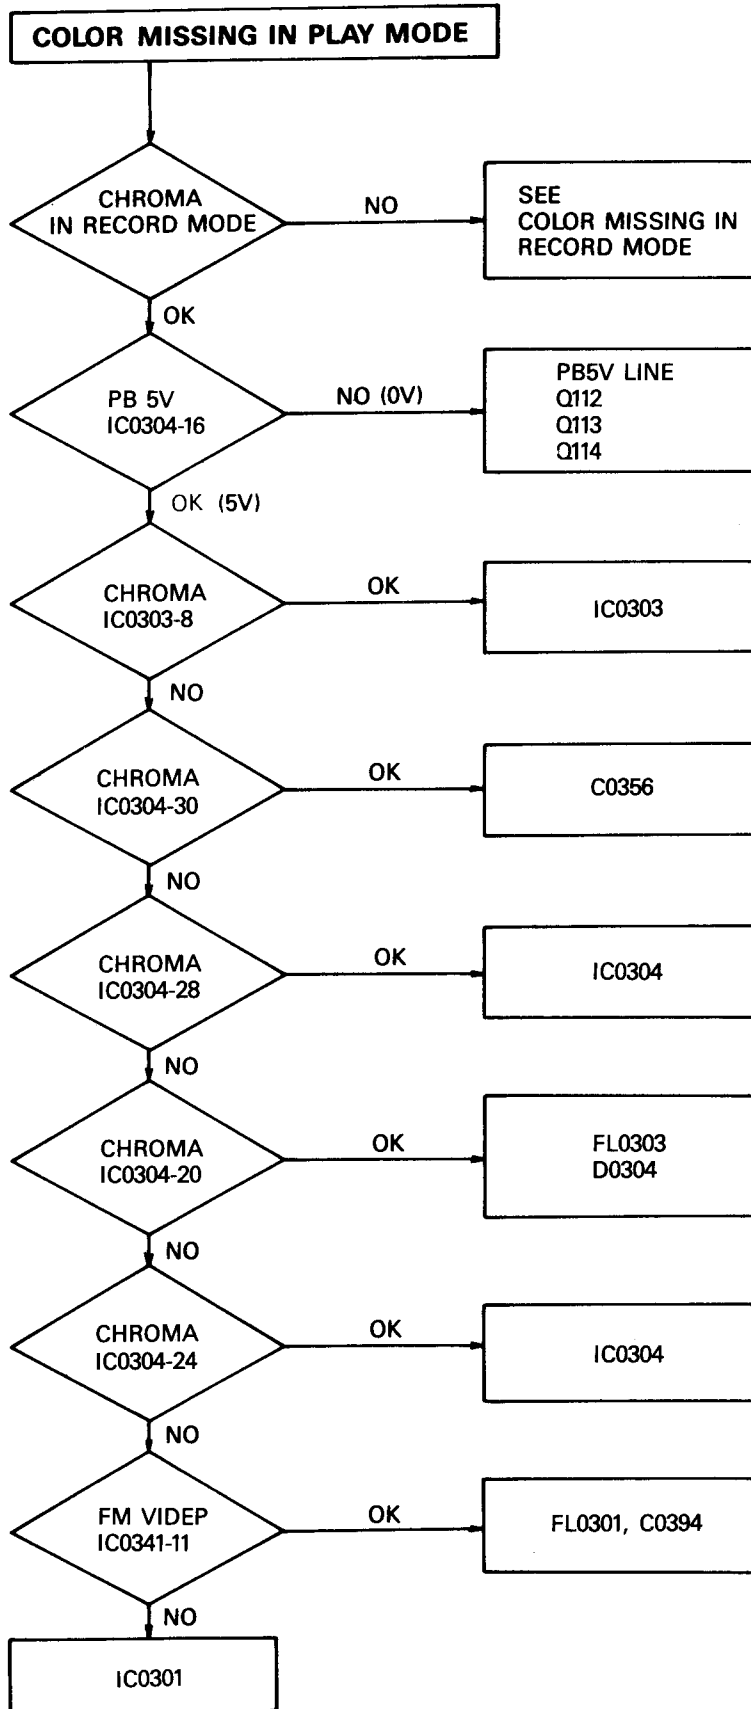 COLOR MISSING IN PLAY MODE
CHROMA
IN RECORD MODE
NO
SEE
COLOR MISSING IN
RECORD MODE
OK
PB 5V
IC0304-16
NO (0V)
PB5V LINE
Q112
Q113
Q114
OK (5V)
CHROMA
IC0303-8
OK
IC0303
NO
CHROMA
IC0304-30
OK
C0356
NO
CHROMA
IC0304-28
OK
IC0304
NO
CHROMA
IC0304-20
OK
FL0303
D0304
NO
CHROMA
IC0304-24
OK
IC0304
NO
FM VIDEP
IC0341-11
OK
FL0301, C0394
NO
IC0301